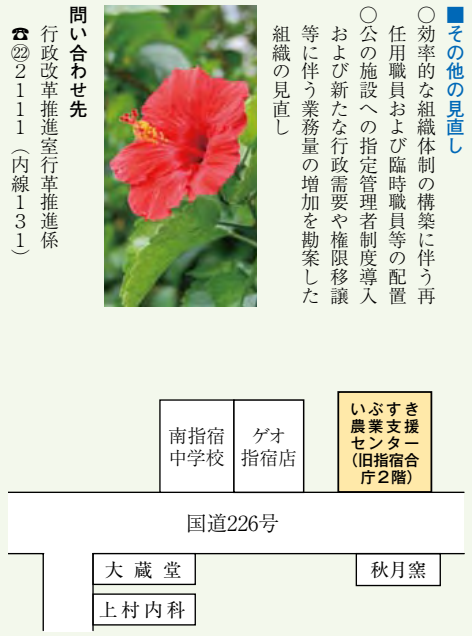 ■その他の見直し
○効率的な組織体制の構築に伴う再
任用職員および臨時職員等の配置
○公の施設への指定管理者制度導入
および新たな行政需要や権限移譲
等に伴う業務量の増加を勘案した
組織の見直し
問い合わせ先
行政改革推進室行革推進係
☎㉒2111（内線131）
南指宿
中学校
ゲオ
指宿店
いぶすき
農業支援
センター
(旧指宿合
庁2階)
国道226号
大蔵堂
上村内科
秋月窯